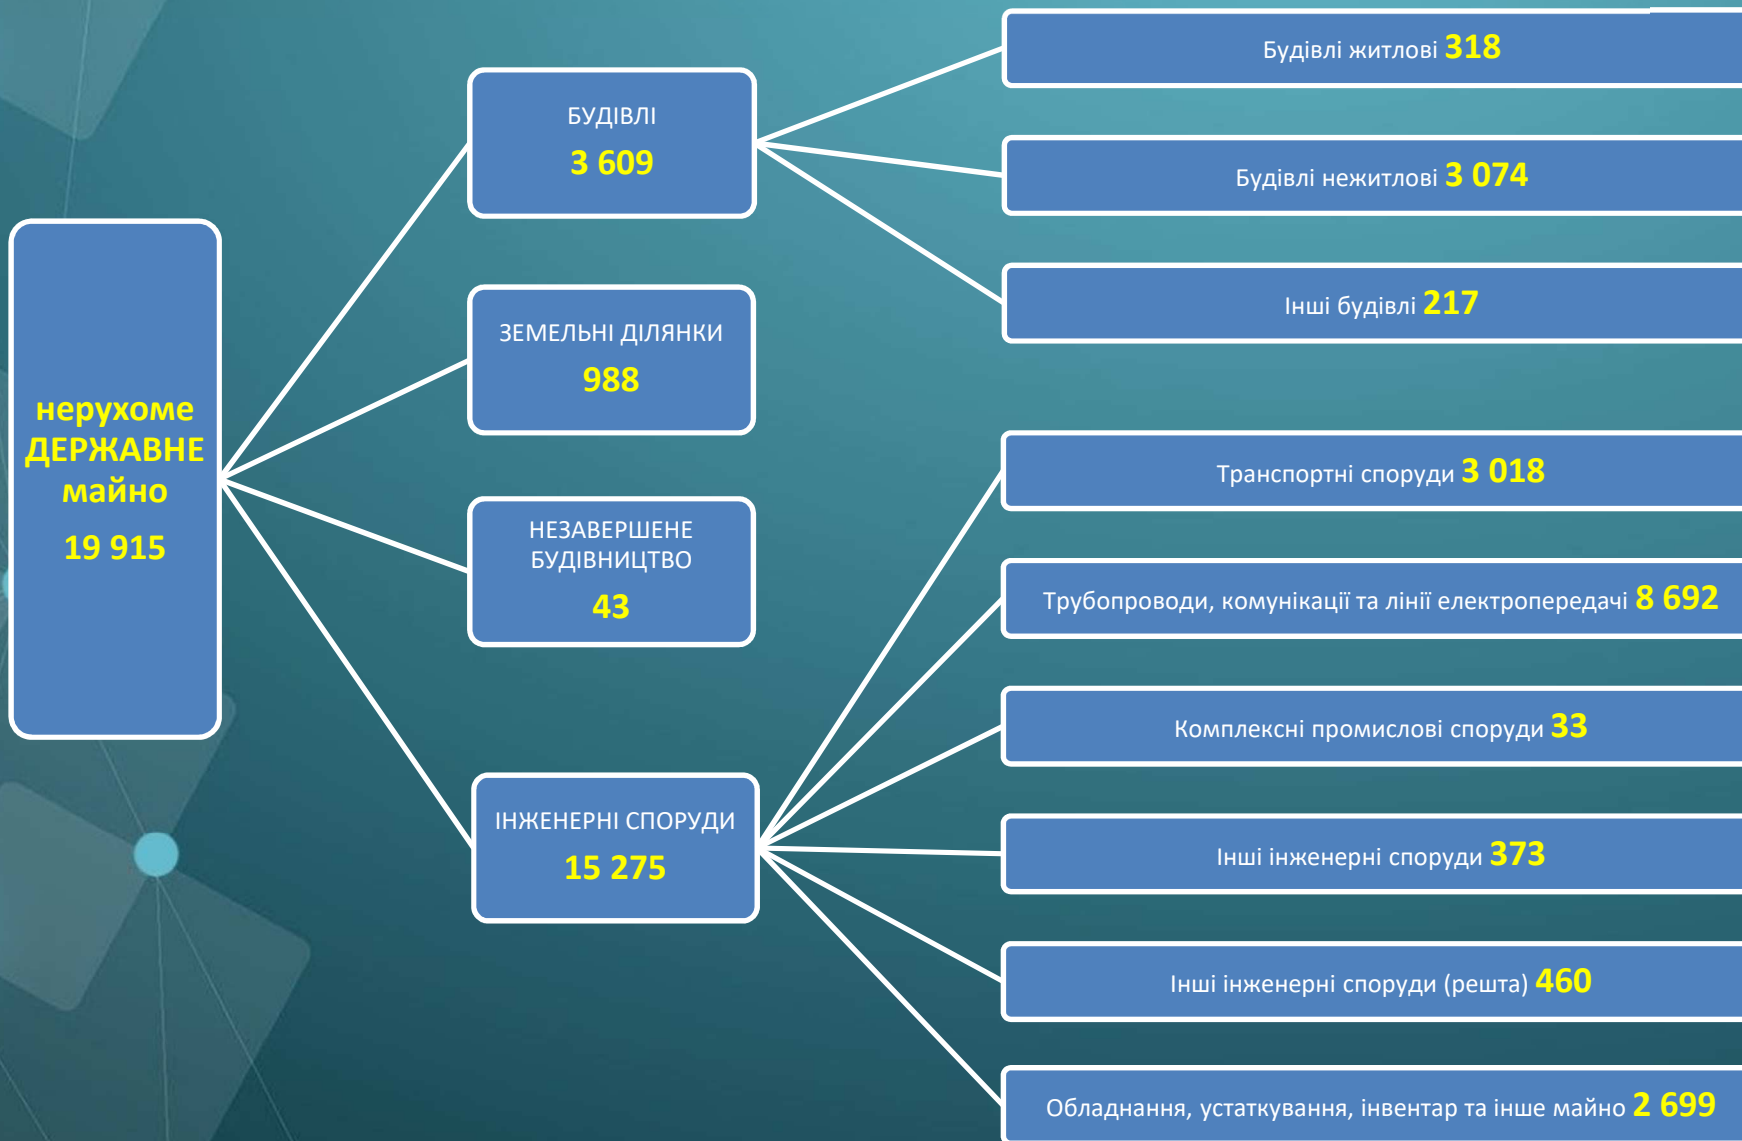 нерухоме
ДЕРЖАВНЕ
майно
19 915
БУДІВЛІ
3 609
ЗЕМЕЛЬНІ ДІЛЯНКИ
988
НЕЗАВЕРШЕНЕ
БУДІВНИЦТВО
43
ІНЖЕНЕРНІ СПОРУДИ
15 275
Будівлі житлові 318
Будівлі нежитлові 3 074
Інші будівлі 217
Транспортні споруди 3 018
Трубопроводи, комунікації та лінії електропередачі 8 692
Комплексні промислові споруди 33
Інші інженерні споруди 373
Інші інженерні споруди (решта) 460
Обладнання, устаткування, інвентар та інше майно 2 699